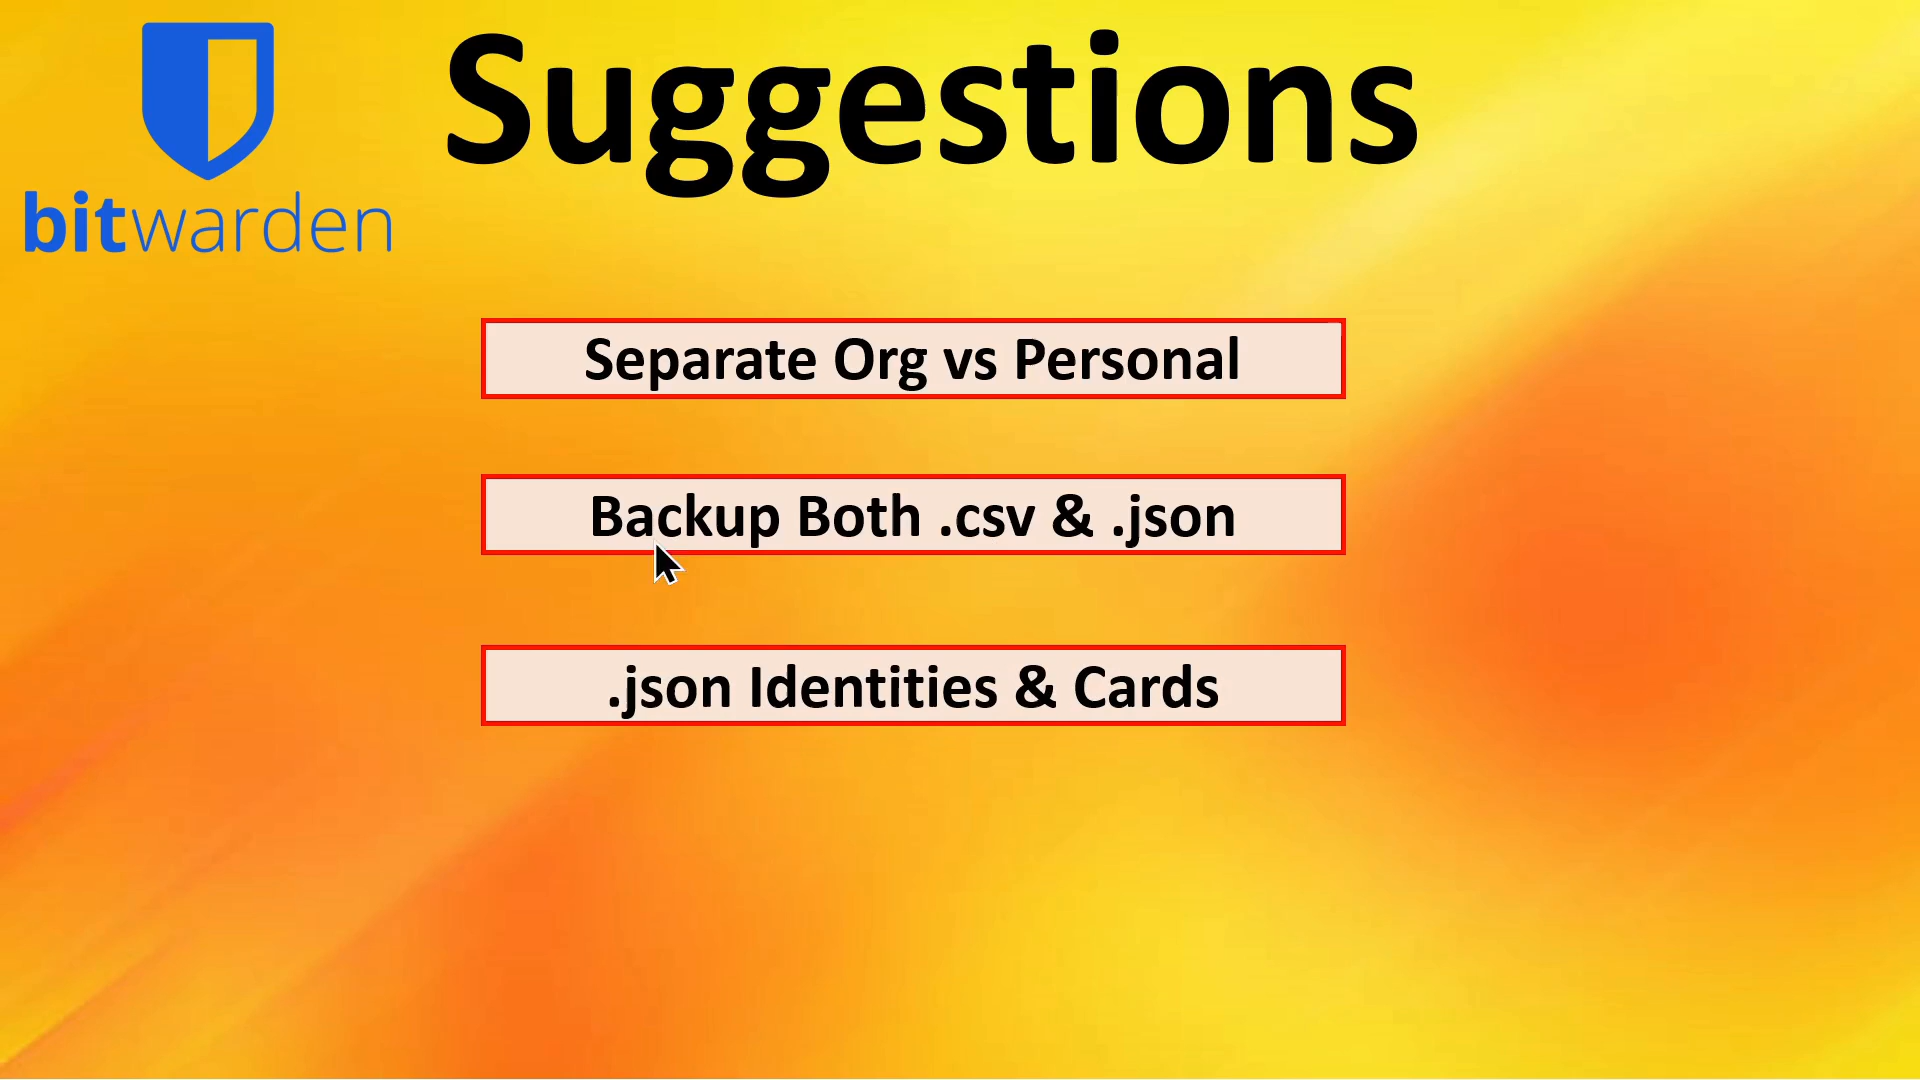 Suggestions
bitwarden
Separate Org vs Personal
Backup Both .csv & .json
.json Identities & Cards